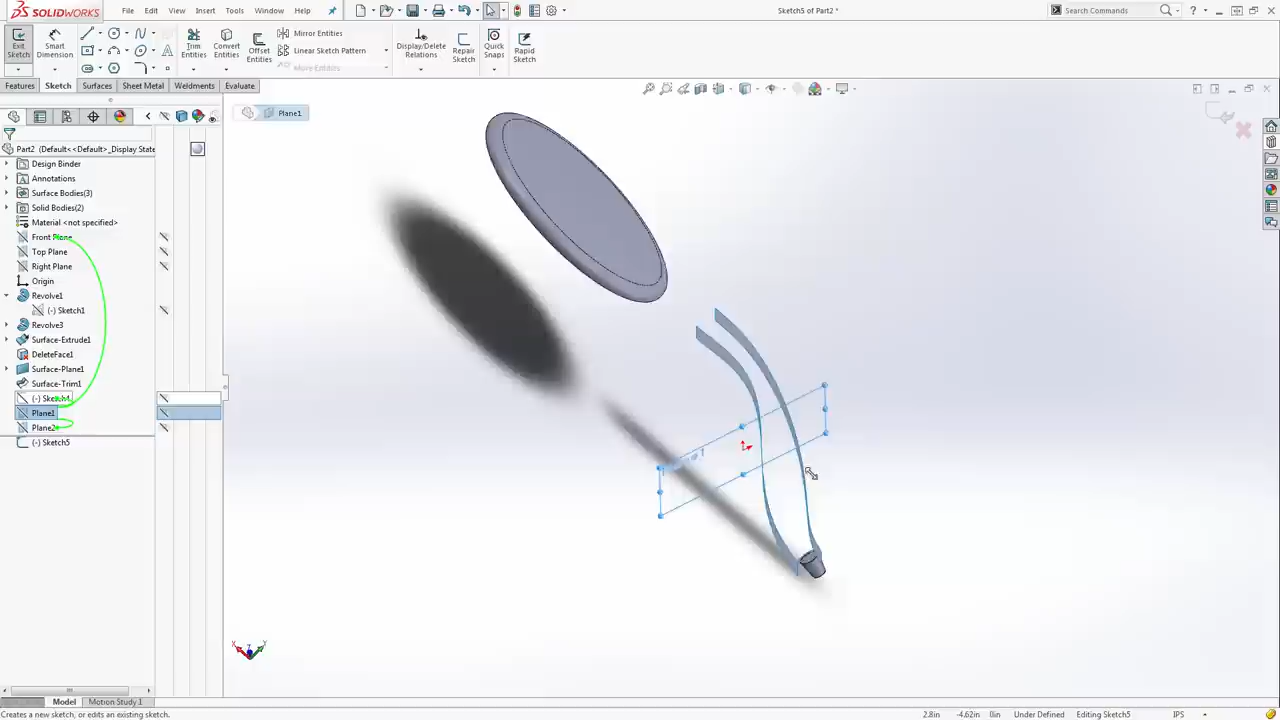 SOLIDWORKS
File
Edit
View
Insert
Tools
Window
Help
Sketch5 of Part2 *
Search Commands
Exit Sketch
Smart Dimension
Trim Entities
Convert Entities
Offset Entities
Mirror Entities
Linear Sketch Pattern
Move Entities
Display/Delete Relations
Repair Sketch
Quick Snaps
Rapid Sketch
Features
Sketch
Surfaces
Sheet Metal
Weldments
Evaluate
Plane1
Part2 (Default<<Default>_Display State
Design Binder
Annotations
Surface Bodies(3)
Solid Bodies(2)
Material <not specified>
Front Plane
Top Plane
Right Plane
Origin
Revolve1
(-) Sketch1
Revolve3
Surface-Extrude1
DeleteFace1
Surface-Plane1
Surface-Trim1
(-) Sketch4
Plane1
Plane2
(-) Sketch5
X
Z
Y
Model
Motion Study 1
Creates a new sketch, or edits an existing sketch.
2.8in
-4.62in
0in
Under Defined
Editing Sketch5
IPS